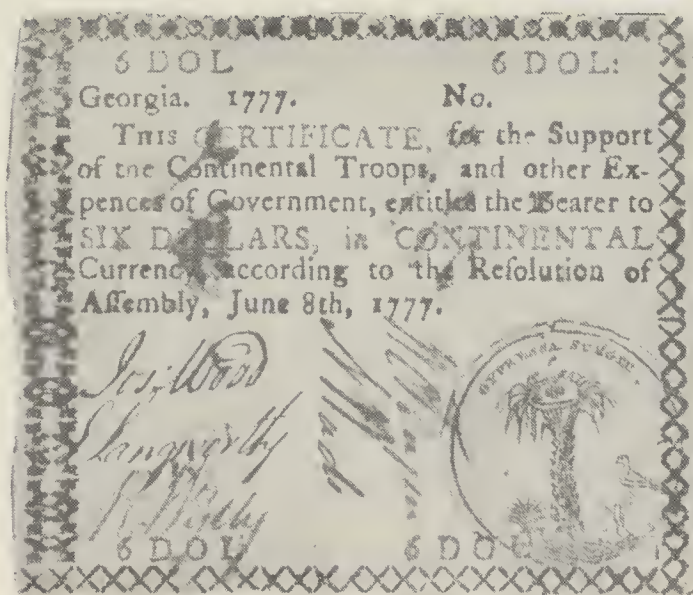 6 DOL 6 DOL:
Georgia. 1777. No.
THIS CERTIFICATE, for the Support
of the Continental Troops, and other Ex-
pences of Government, entitles the Bearer to
SIX DOLLARS, in CONTINENTAL
Currency, according to the Reſolution of
Aſſembly, June 8th, 1777.
Wood
Langworthy
6 DOL 6 DOL